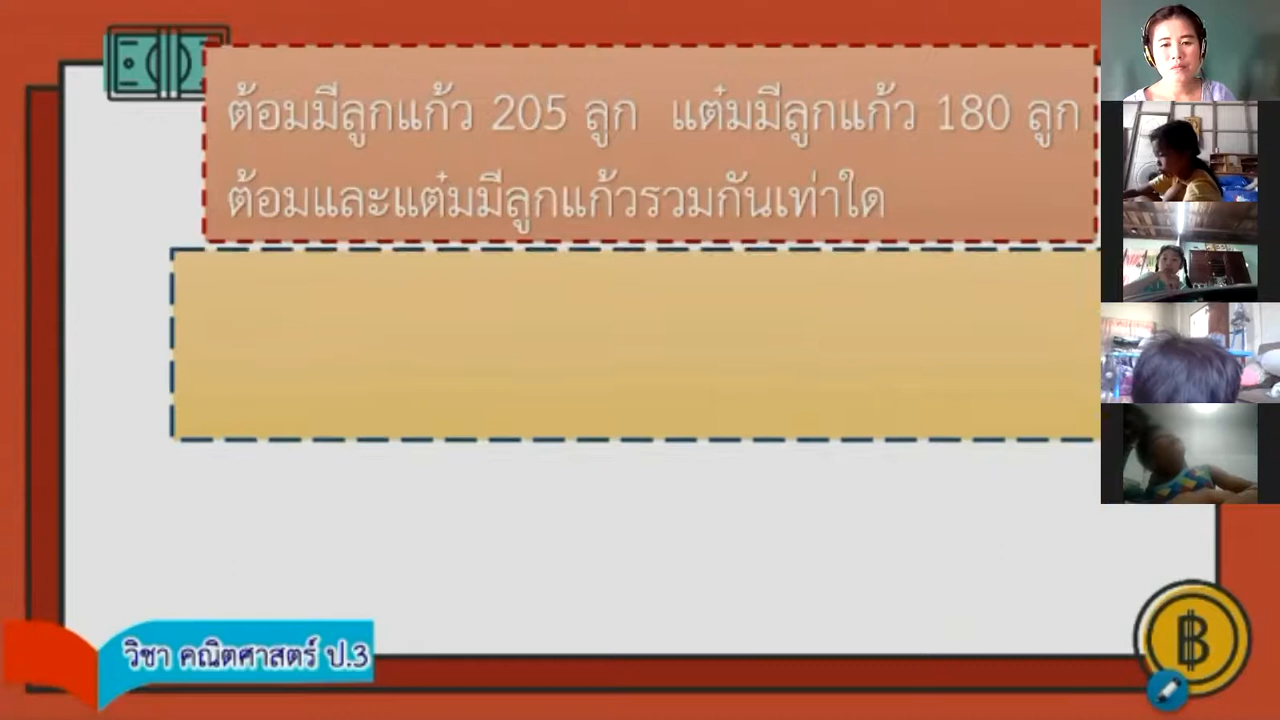 ต้อมมีลูกแก้ว 205 ลูก แต๋มมีลูกแก้ว 180 ลูก
ต้อมและแต๋มมีลูกแก้วรวมกันเท่าใด
วิชา คณิตศาสตร์ ป.3